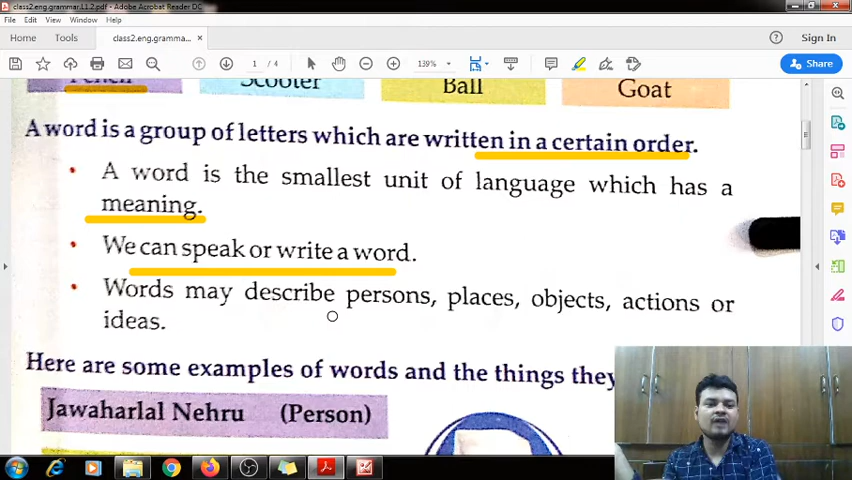 class2.eng.grammar.L1.2.pdf - Adobe Acrobat Reader DC
File Edit View Window Help
Home Tools class2.eng.gramma... × Sign In
1 / 4 139% Share
Pencil Scooter Ball Goat
A word is a group of letters which are written in a certain order.
• A word is the smallest unit of language which has a
meaning.
• We can speak or write a word.
• Words may describe persons, places, objects, actions or
ideas.
Here are some examples of words and the things they
Jawaharlal Nehru (Person)